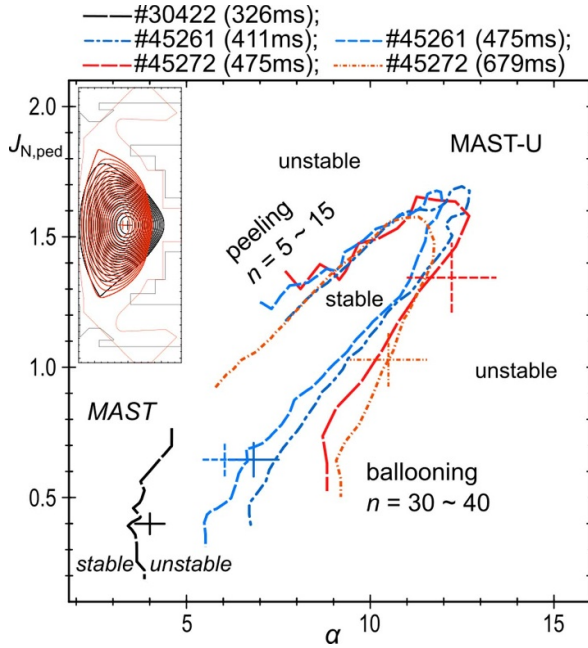 #30422 (326ms);
#45261 (411ms); #45261 (475ms);
#45272 (475ms); #45272 (679ms)
2.0
J_N,ped
unstable
MAST-U
peeling
n = 5 ~ 15
1.5
stable
1.0
unstable
MAST
ballooning
n = 30 ~ 40
0.5
stable unstable
5 10 15
α